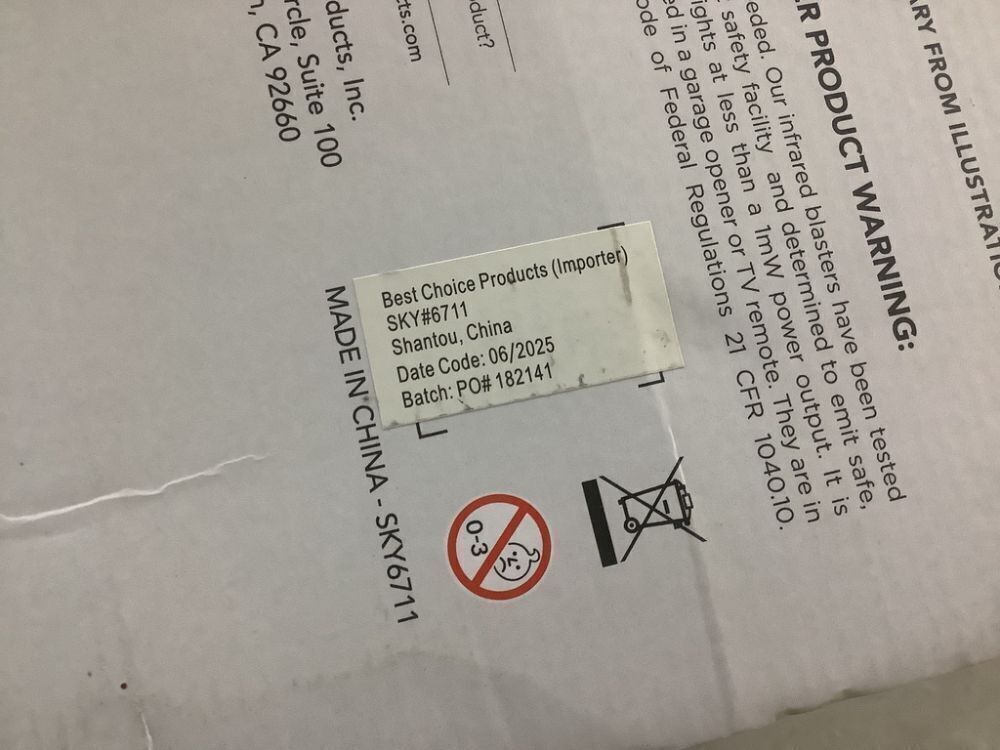 ARY FROM ILLUSTRATIO
R PRODUCT WARNING:
eeded. Our infrared blasters have been tested
safety facility and determined to emit safe,
ights at less than a 1mW power output. It is
ed in a garage opener or TV remote. They are in
ode of Federal Regulations 21 CFR 1040.10.
duct?
cts.com
ducts, Inc.
rcle, Suite 100
, CA 92660
Best Choice Products (Importer)
SKY#6711
Shantou, China
Date Code: 06/2025
Batch: PO# 182141
MADE IN CHINA - SKY6711
0-3